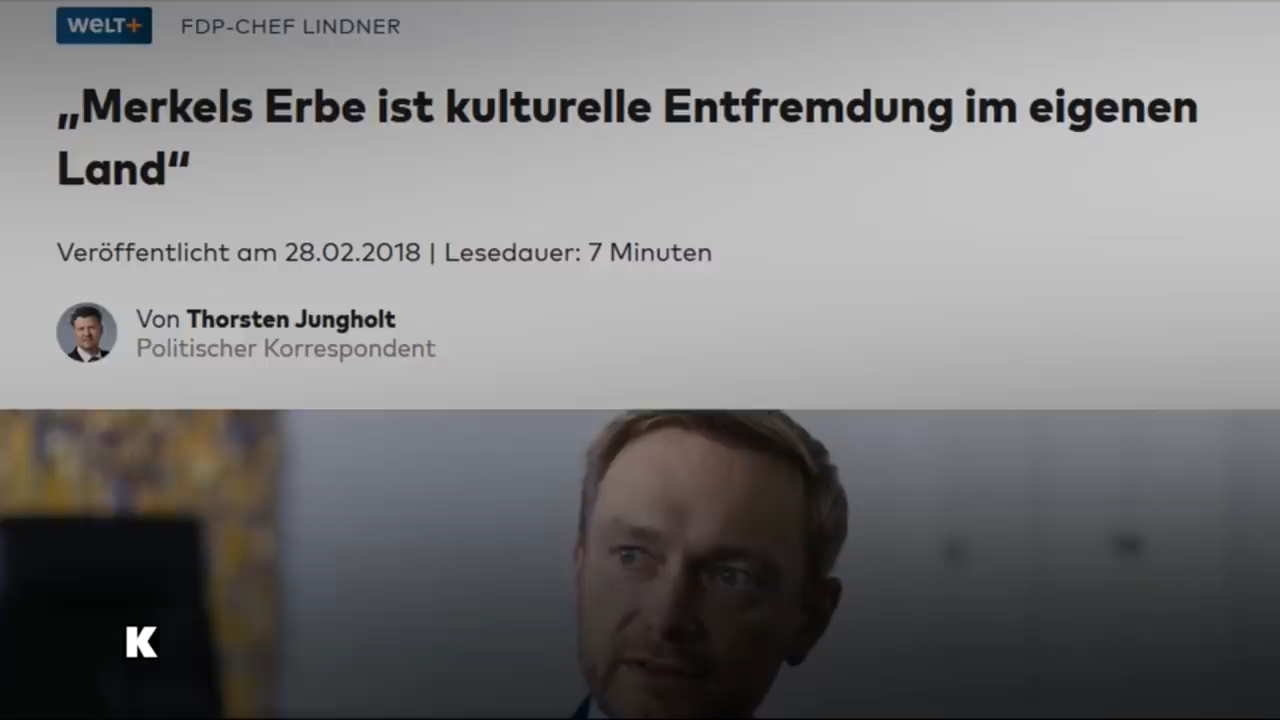 WELT+ FDP-CHEF LINDNER
„Merkels Erbe ist kulturelle Entfremdung im eigenen
Land“
Veröffentlicht am 28.02.2018 | Lesedauer: 7 Minuten
Von Thorsten Jungholt
Politischer Korrespondent
K